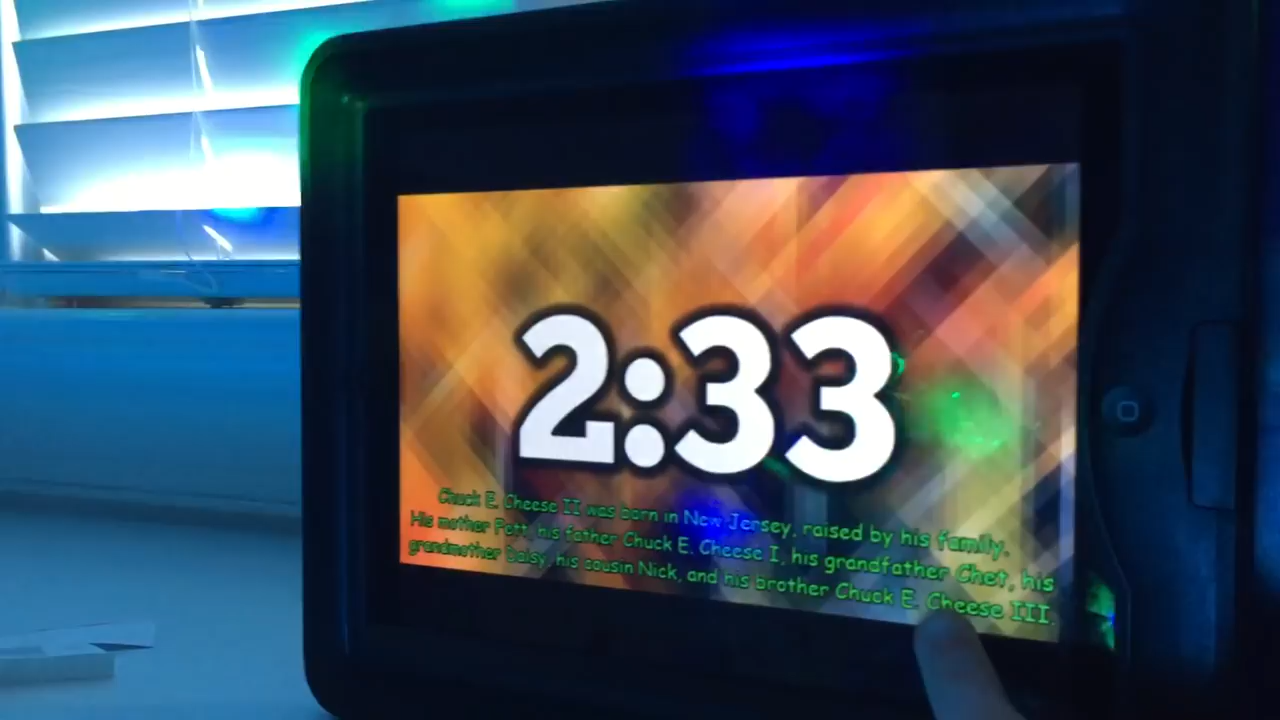 2:33
Chuck E. Cheese II was born in New Jersey, raised by his family.
His mother Patt, his father Chuck E. Cheese I, his grandfather Chet, his
grandmother Daisy, his cousin Nick, and his brother Chuck E. Cheese III.